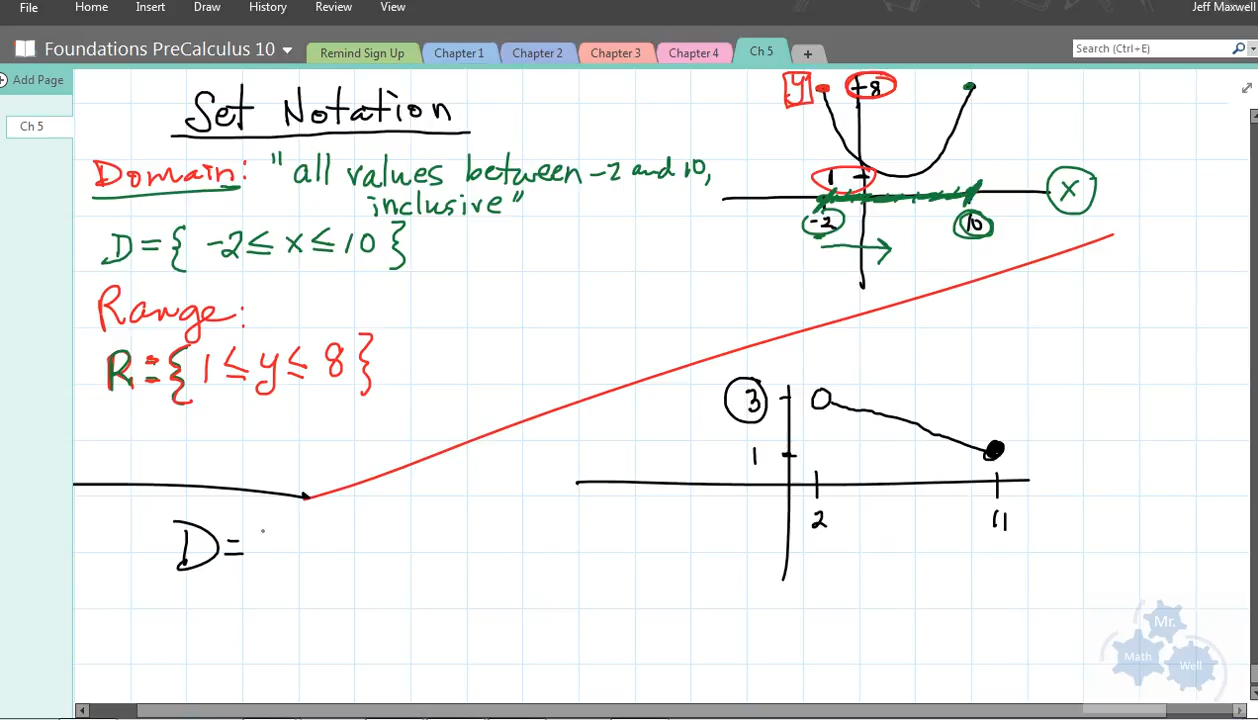 File Home Insert Draw History Review View Jeff Maxwell
Foundations PreCalculus 10 Remind Sign Up Chapter 1 Chapter 2 Chapter 3 Chapter 4 Ch 5 + Search (Ctrl+E)
Add Page
Ch 5
Set Notation
Domain: "all values between -2 and 10,
inclusive"
D = { -2 ≤ x ≤ 10 }
Range:
R = { 1 ≤ y ≤ 8 }
y 8
1
x
-2 10
3
1
2 11
D =
Mr.
Math Well